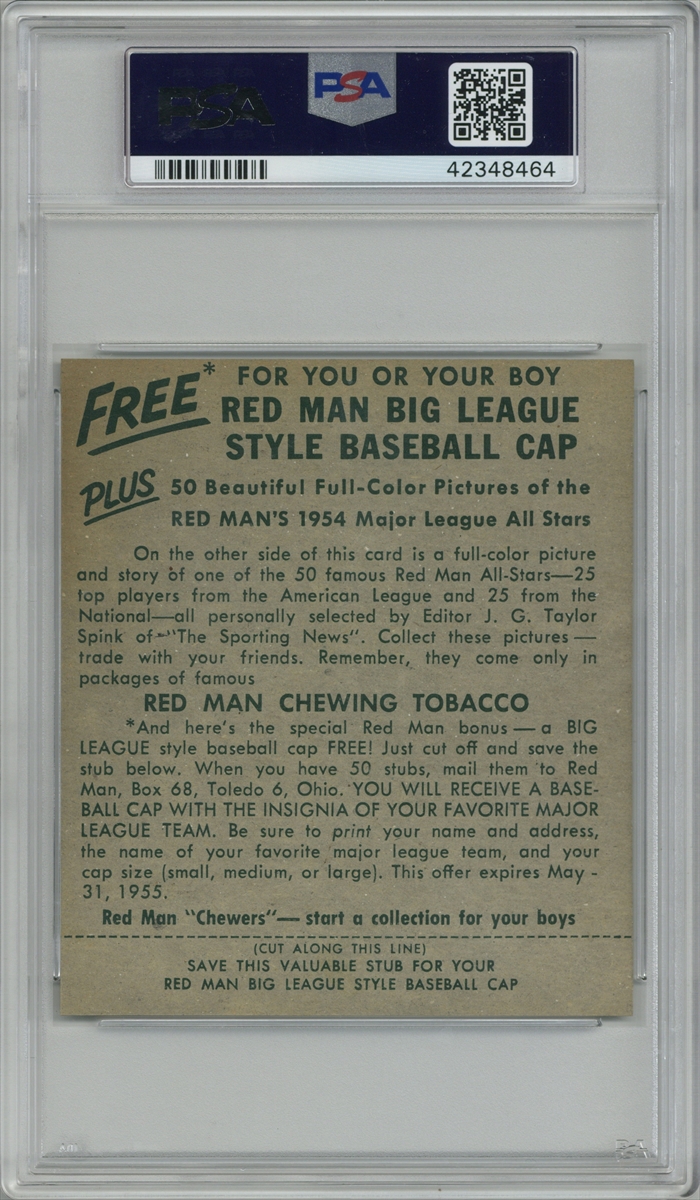 PSA
PSA
42348464
FREE* FOR YOU OR YOUR BOY
RED MAN BIG LEAGUE
STYLE BASEBALL CAP
PLUS 50 Beautiful Full-Color Pictures of the
RED MAN'S 1954 Major League All Stars
On the other side of this card is a full-color picture
and story of one of the 50 famous Red Man All-Stars—25
top players from the American League and 25 from the
National—all personally selected by Editor J. G. Taylor
Spink of "The Sporting News". Collect these pictures —
trade with your friends. Remember, they come only in
packages of famous
RED MAN CHEWING TOBACCO
*And here's the special Red Man bonus — a BIG
LEAGUE style baseball cap FREE! Just cut off and save the
stub below. When you have 50 stubs, mail them to Red
Man, Box 68, Toledo 6, Ohio. YOU WILL RECEIVE A BASE-
BALL CAP WITH THE INSIGNIA OF YOUR FAVORITE MAJOR
LEAGUE TEAM. Be sure to print your name and address,
the name of your favorite major league team, and your
cap size (small, medium, or large). This offer expires May
31, 1955.
Red Man "Chewers"— start a collection for your boys
(CUT ALONG THIS LINE)
SAVE THIS VALUABLE STUB FOR YOUR
RED MAN BIG LEAGUE STYLE BASEBALL CAP
PSA